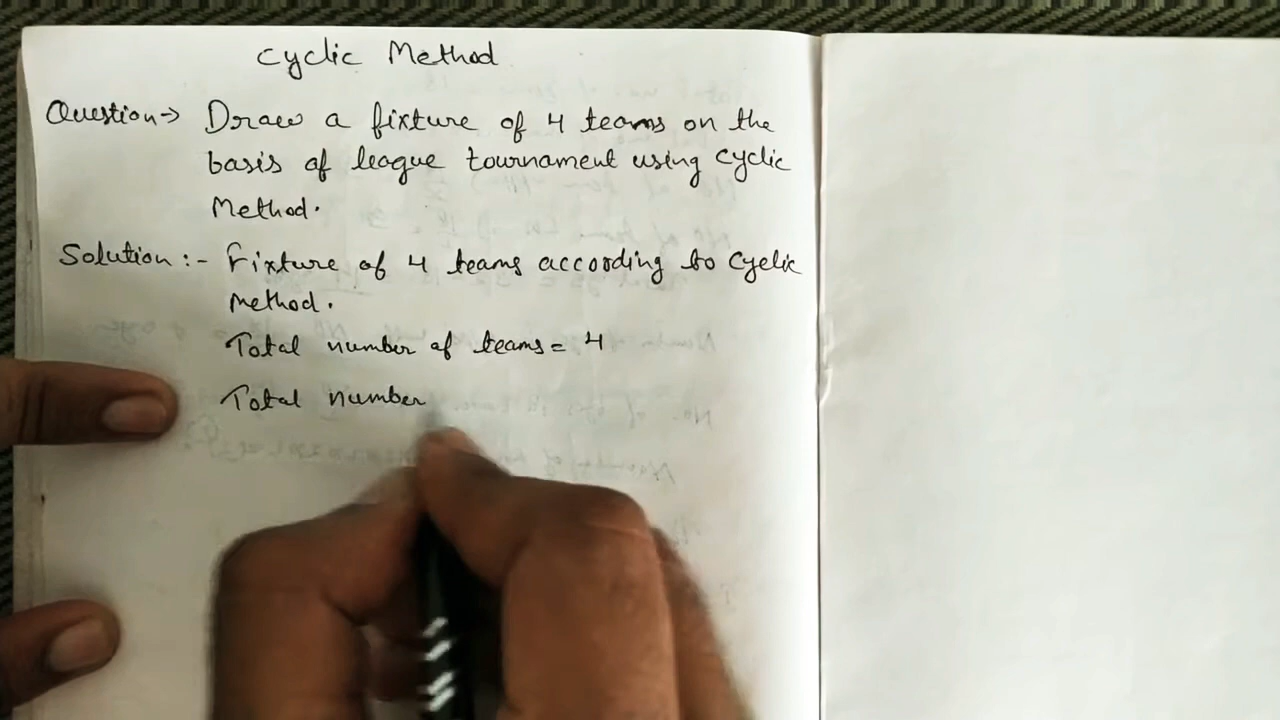 Cyclic Method
Question→ Draw a fixture of 4 teams on the
basis of league tournament using cyclic
Method.
Solution :- Fixture of 4 teams according to cyclic
Method.
Total number of teams = 4
Total number